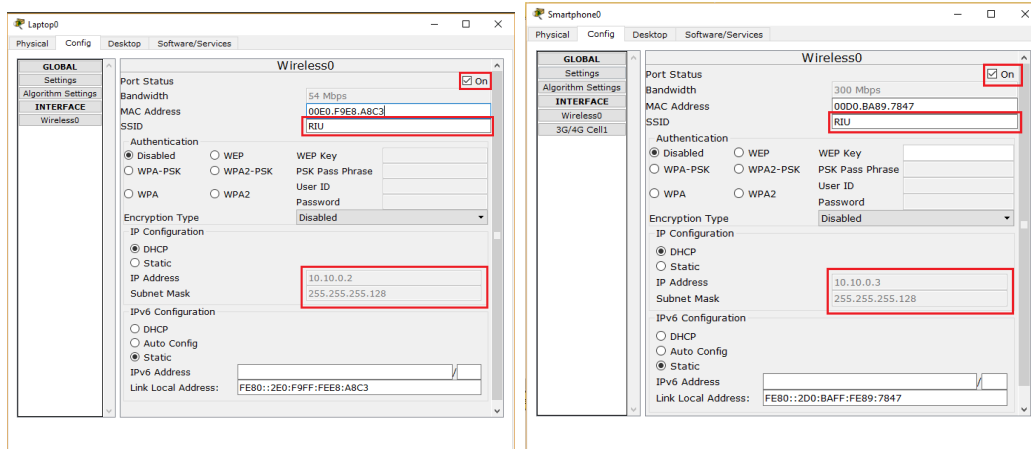 Laptop0
Physical Config Desktop Software/Services
GLOBAL
Settings
Algorithm Settings
INTERFACE
Wireless0
Wireless0
Port Status On
Bandwidth 54 Mbps
MAC Address 00E0.F9E8.A8C3
SSID RIU
Authentication
Disabled WEP WEP Key
WPA-PSK WPA2-PSK PSK Pass Phrase
User ID
WPA WPA2
Password
Encryption Type Disabled
IP Configuration
DHCP
Static
IP Address 10.10.0.2
Subnet Mask 255.255.255.128
IPv6 Configuration
DHCP
Auto Config
Static
IPv6 Address /
Link Local Address: FE80::2E0:F9FF:FEE8:A8C3
Smartphone0
Physical Config Desktop Software/Services
GLOBAL
Settings
Algorithm Settings
INTERFACE
Wireless0
3G/4G Cell1
Wireless0
Port Status On
Bandwidth 300 Mbps
MAC Address 00D0.BA89.7847
SSID RIU
Authentication
Disabled WEP WEP Key
WPA-PSK WPA2-PSK PSK Pass Phrase
User ID
WPA WPA2
Password
Encryption Type Disabled
IP Configuration
DHCP
Static
IP Address 10.10.0.3
Subnet Mask 255.255.255.128
IPv6 Configuration
DHCP
Auto Config
Static
IPv6 Address /
Link Local Address: FE80::2D0:BAFF:FE89:7847